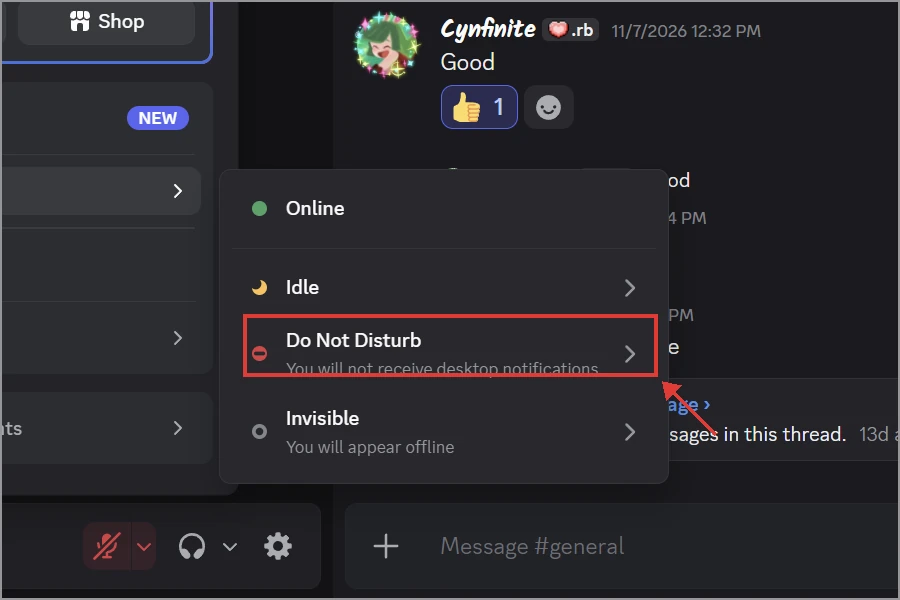 Shop
Cynfinite .rb 11/7/2026 12:32 PM
Good
1
NEW
od
4 PM
Online
Idle
PM
Do Not Disturb
You will not receive desktop notifications
e
age ›
Invisible
You will appear offline
sages in this thread. 13d a
ts
Message #general